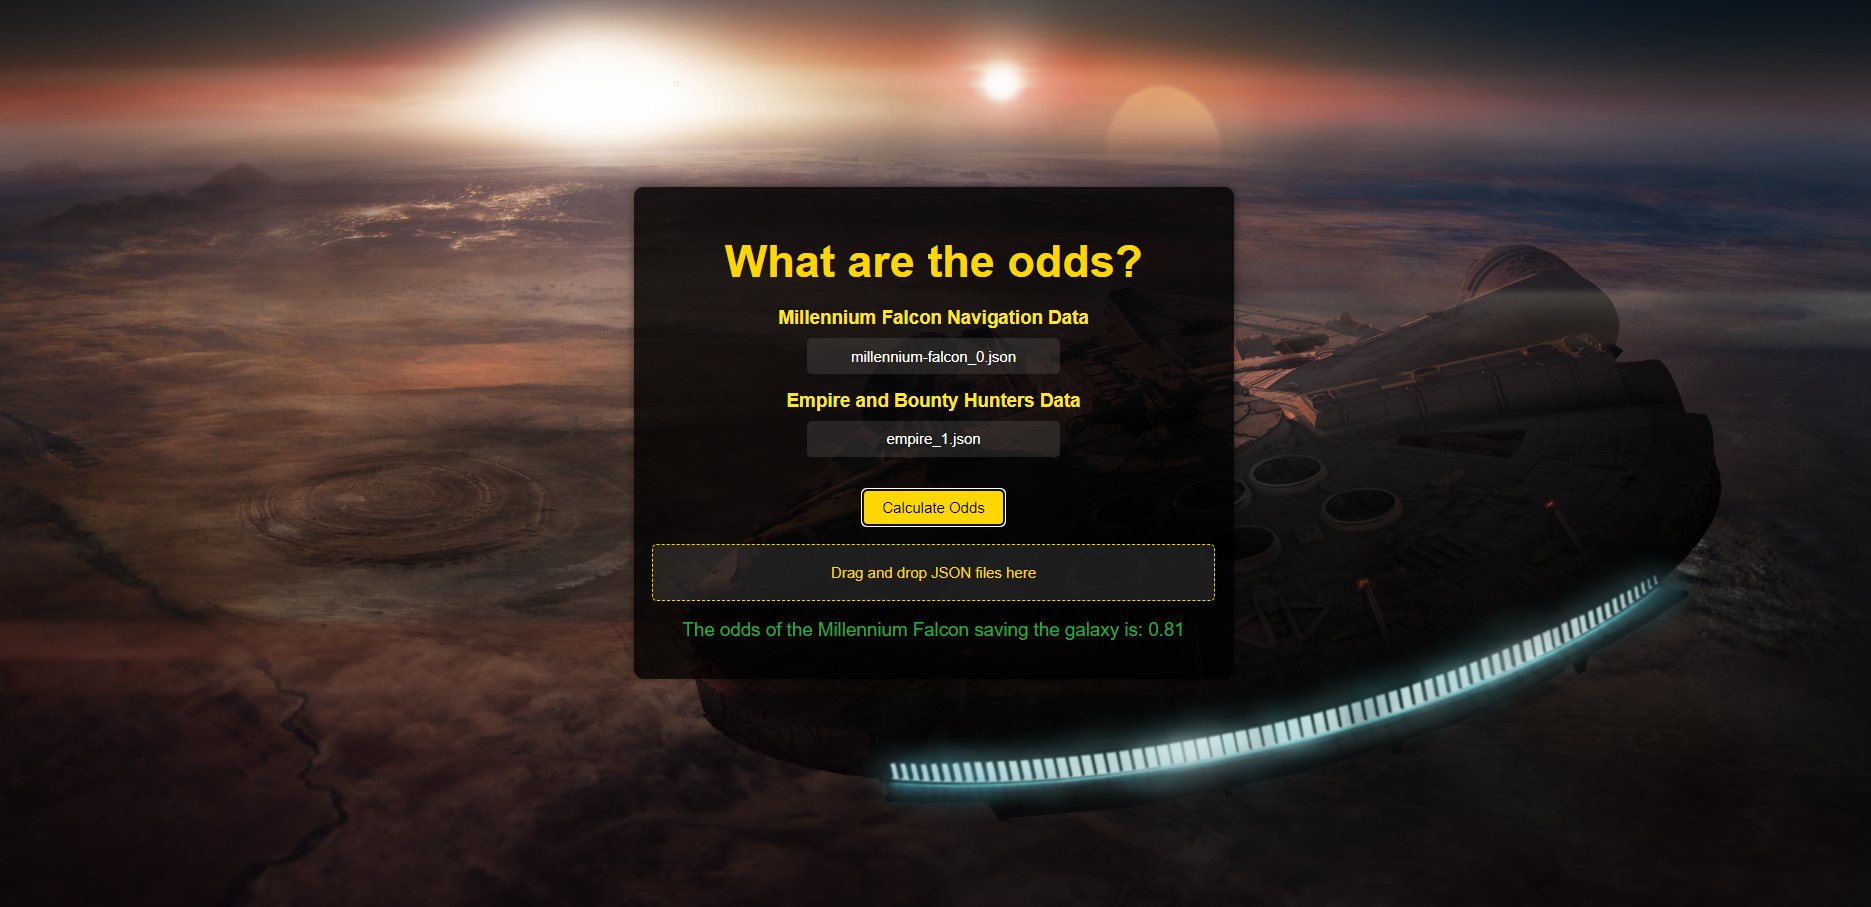 What are the odds?
Millennium Falcon Navigation Data
millennium-falcon_0.json
Empire and Bounty Hunters Data
empire_1.json
Calculate Odds
Drag and drop JSON files here
The odds of the Millennium Falcon saving the galaxy is: 0.81